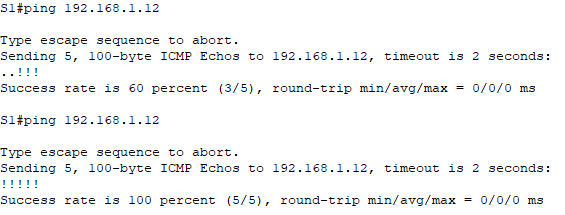 S1#ping 192.168.1.12
Type escape sequence to abort.
Sending 5, 100-byte ICMP Echos to 192.168.1.12, timeout is 2 seconds:
..!!!
Success rate is 60 percent (3/5), round-trip min/avg/max = 0/0/0 ms
S1#ping 192.168.1.12
Type escape sequence to abort.
Sending 5, 100-byte ICMP Echos to 192.168.1.12, timeout is 2 seconds:
!!!!!
Success rate is 100 percent (5/5), round-trip min/avg/max = 0/0/0 ms